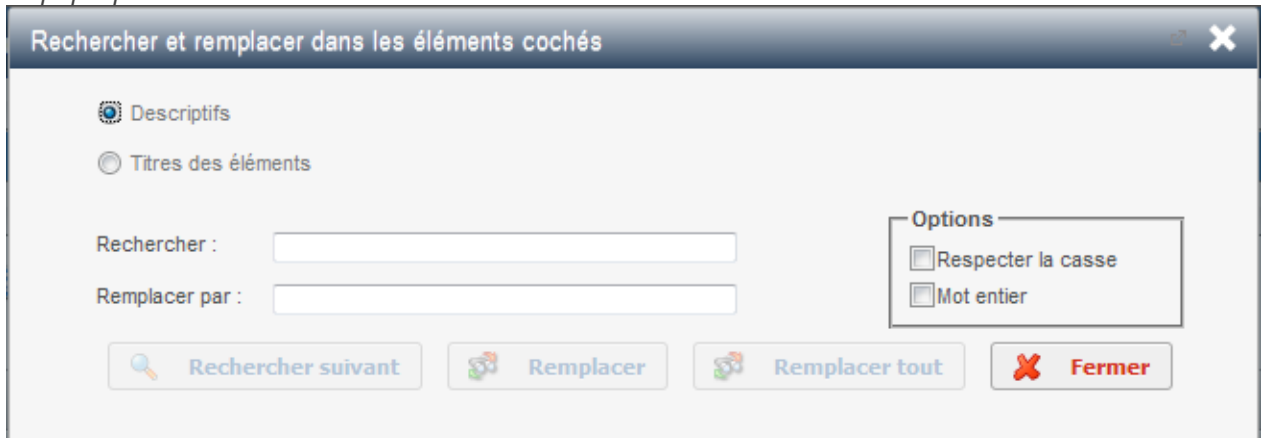 Rechercher et remplacer dans les éléments cochés
Descriptifs
Titres des éléments
Options
Rechercher :
Respecter la casse
Remplacer par :
Mot entier
Rechercher suivant
Remplacer
Remplacer tout
Fermer